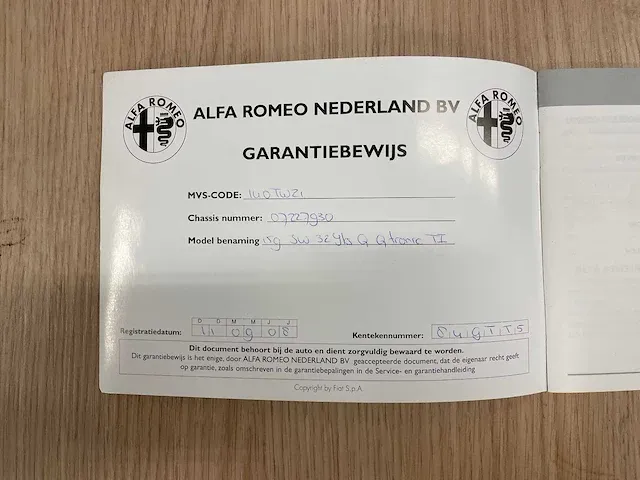 ALFA ROMEO
ALFA ROMEO
ALFA ROMEO NEDERLAND BV
GARANTIEBEWIJS
MVS-CODE:
Chassis nummer: 07227930
Model benaming SW Q Qtronic TI
D D M M J J
Registratiedatum: 11 09 08
Kentekennummer:
Dit document behoort bij de auto en dient zorgvuldig bewaard te worden.
Dit garantiebewijs is het enige, door ALFA ROMEO NEDERLAND BV geaccepteerde document, dat de eigenaar recht geeft
op garantie, zoals omschreven in de garantiebepalingen in de Service- en garantiehandleiding
Copyright by Fiat S.p.A.